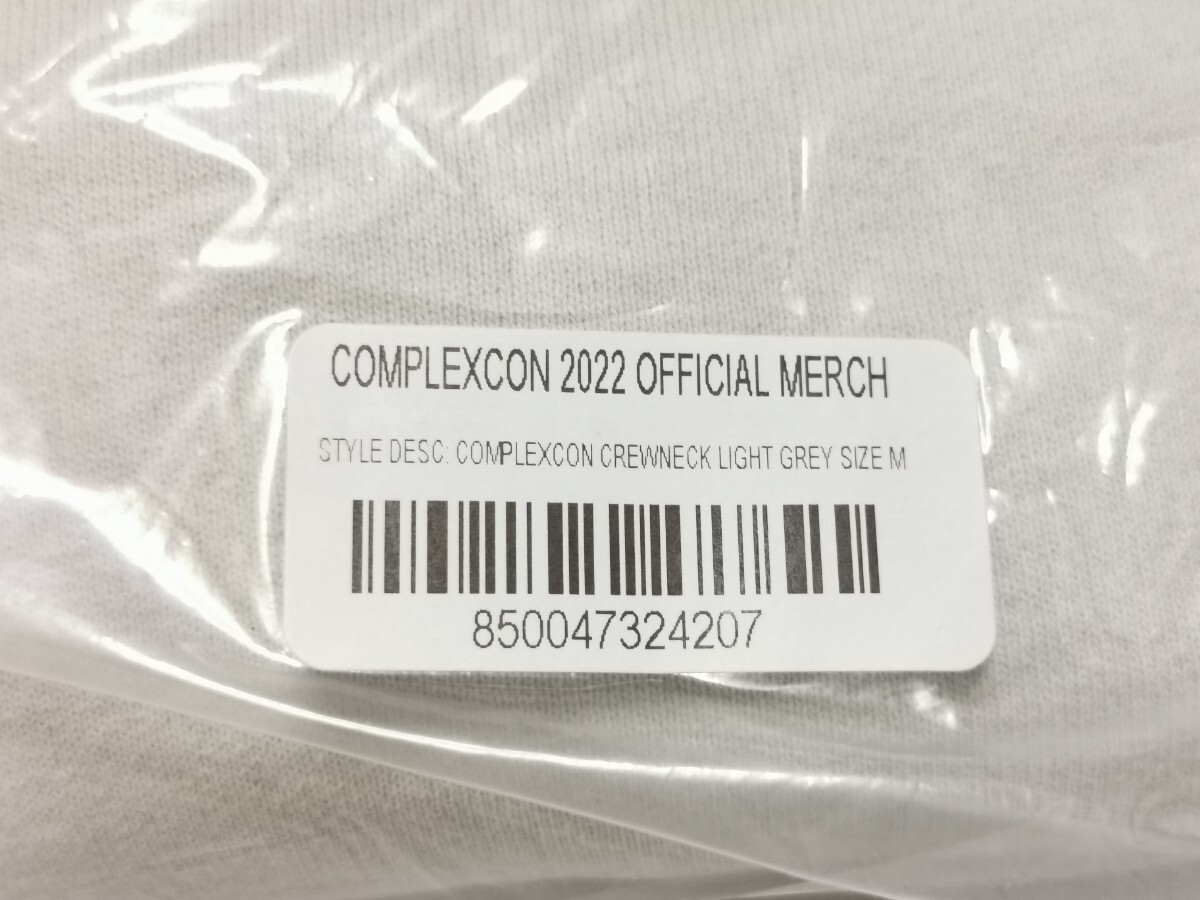 COMPLEXCON 2022 OFFICIAL MERCH
STYLE DESC: COMPLEXCON CREWNECK LIGHT GREY SIZE M
850047324207